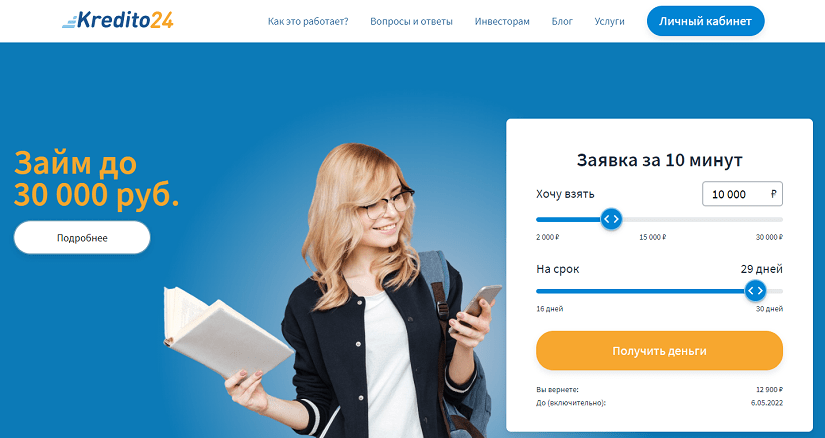 Kredito24
Как это работает?
Вопросы и ответы
Инвесторам
Блог
Услуги
Личный кабинет
Займ до
30 000 руб.
Подробнее
Заявка за 10 минут
Хочу взять
10 000 ₽
2 000 ₽
15 000 ₽
30 000 ₽
На срок
29 дней
16 дней
30 дней
Получить деньги
Вы вернете:
12 900 ₽
До (включительно):
6.05.2022